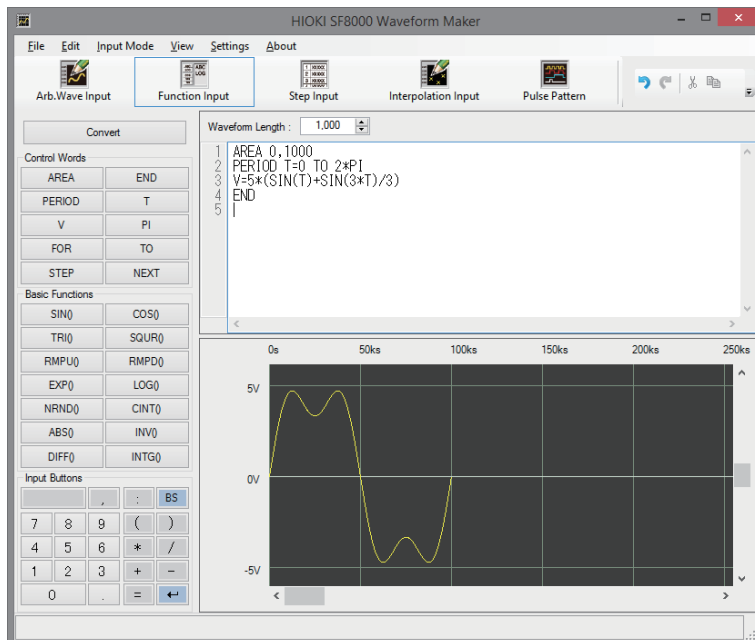 HIOKI SF8000 Waveform Maker
File Edit Input Mode View Settings About
Arb.Wave Input Function Input Step Input Interpolation Input Pulse Pattern
Convert
Waveform Length : 1,000
Control Words
AREA END
PERIOD T
V PI
FOR TO
STEP NEXT
Basic Functions
SIN() COS()
TRI() SQUR()
RMPU() RMPD()
EXP() LOG()
NRND() CINT()
ABS() INV()
DIFF() INTG()
Input Buttons
, : BS
7 8 9 ( )
4 5 6 * /
1 2 3 + -
0 . = ↵
1 AREA 0,1000
2 PERIOD T=0 TO 2*PI
3 V=5*(SIN(T)+SIN(3*T)/3)
4 END
5
0s 50ks 100ks 150ks 200ks 250ks
5V
0V
-5V